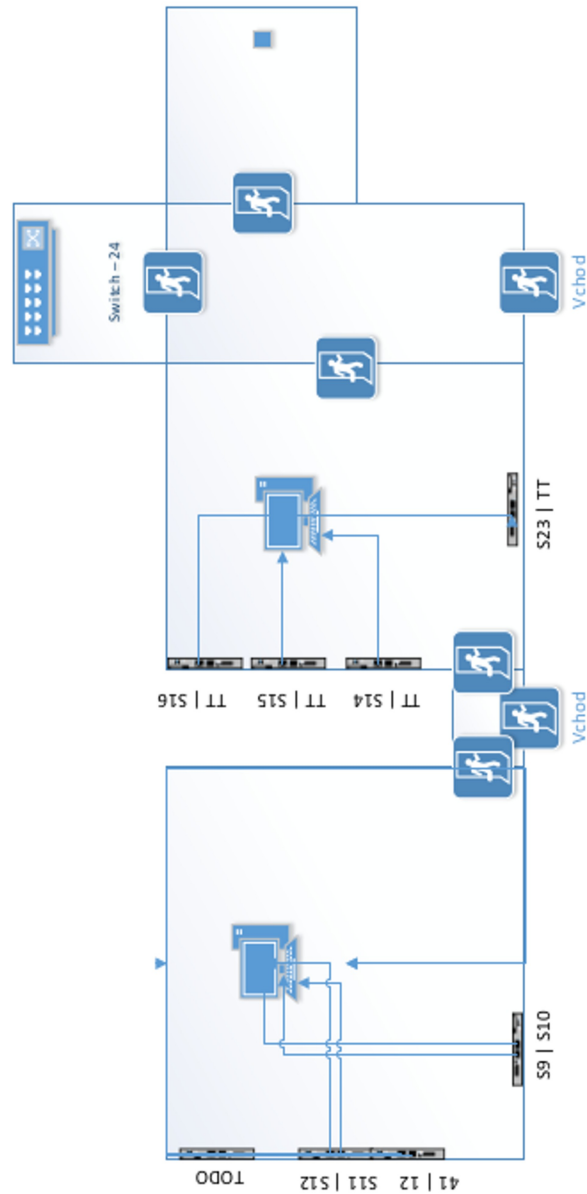 Switch – 24
Vchod
S23 | TT
TT | S16
TT | S15
TT | S14
Vchod
S9 | S10
TODO
S11 | S12
41 | 12